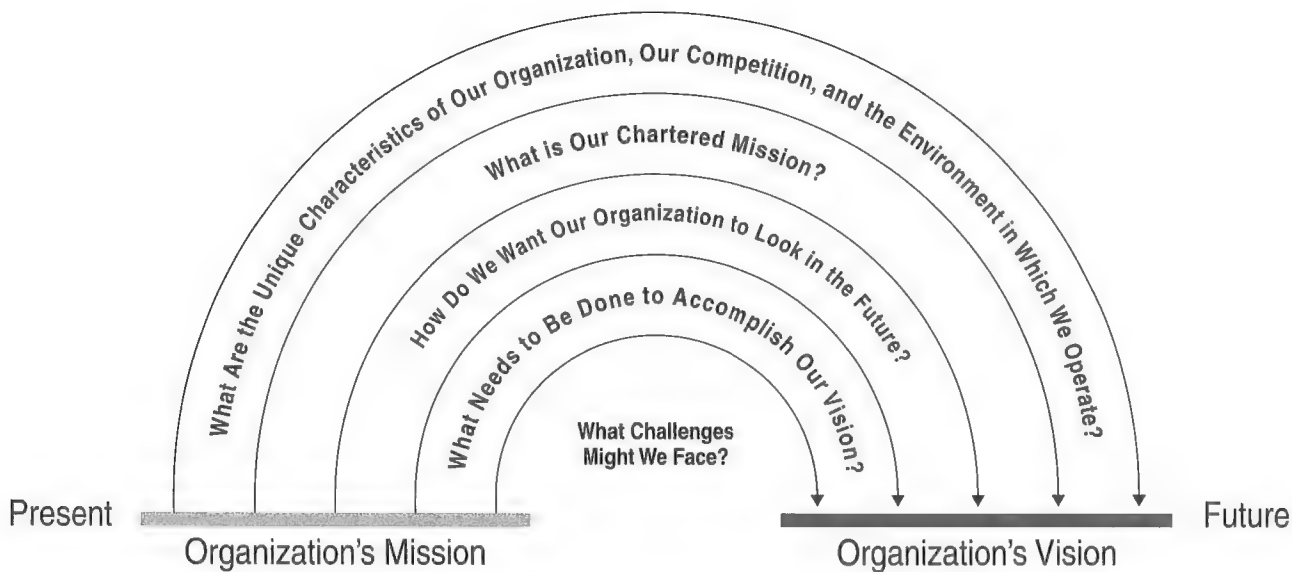 What Are the Unique Characteristics of Our Organization, Our Competition, and the Environment in Which We Operate?
What is Our Chartered Mission?
How Do We Want Our Organization to Look in the Future?
What Needs to Be Done to Accomplish Our Vision?
What Challenges
Might We Face?
Present
Future
Organization's Mission
Organization's Vision